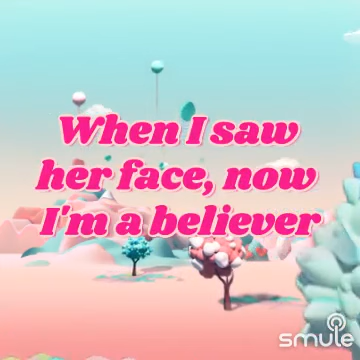 When I saw
her face, now
I'm a believer
smule